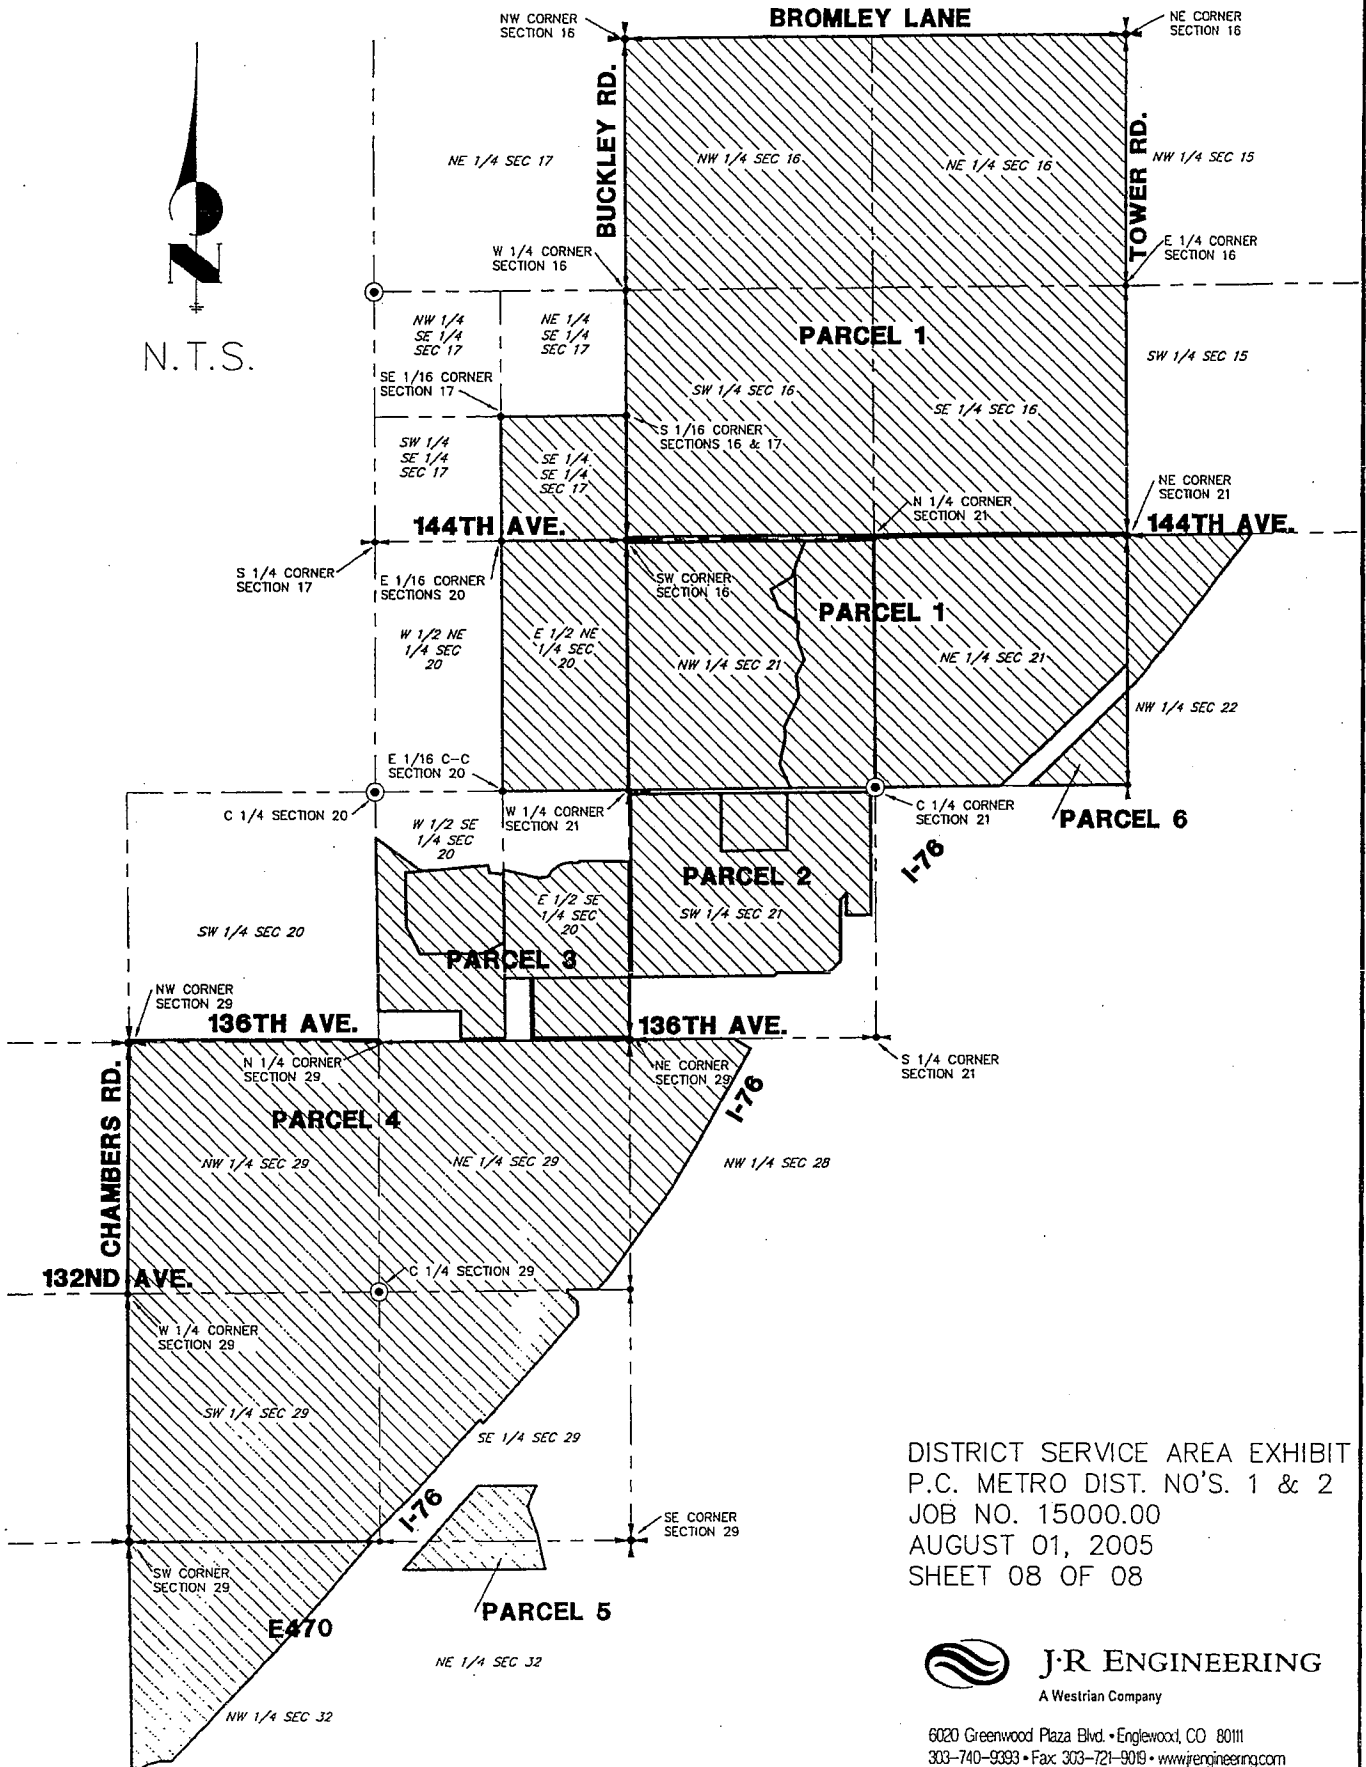 NW CORNER
SECTION 16
BROMLEY LANE
NE CORNER
SECTION 16
BUCKLEY RD.
TOWER RD.
NE 1/4 SEC 17
NW 1/4 SEC 16
NE 1/4 SEC 16
NW 1/4 SEC 15
N
N.T.S.
W 1/4 CORNER
SECTION 16
E 1/4 CORNER
SECTION 16
NW 1/4
SE 1/4
SEC 17
NE 1/4
SE 1/4
SEC 17
PARCEL 1
SW 1/4 SEC 15
SE 1/16 CORNER
SECTION 17
SW 1/4 SEC 16
SE 1/4 SEC 16
S 1/16 CORNER
SECTIONS 16 & 17
SW 1/4
SE 1/4
SEC 17
SE 1/4
SE 1/4
SEC 17
NE CORNER
SECTION 21
N 1/4 CORNER
SECTION 21
144TH AVE.
144TH AVE.
S 1/4 CORNER
SECTION 17
E 1/16 CORNER
SECTIONS 20
SW CORNER
SECTION 16
PARCEL 1
W 1/2 NE
1/4 SEC
20
E 1/2 NE
1/4 SEC
20
NW 1/4 SEC 21
NE 1/4 SEC 21
NW 1/4 SEC 22
E 1/16 C-C
SECTION 20
C 1/4 SECTION 20
W 1/4 CORNER
SECTION 21
C 1/4 CORNER
SECTION 21
PARCEL 6
W 1/2 SE
1/4 SEC
20
I-76
PARCEL 2
E 1/2 SE
1/4 SEC
20
SW 1/4 SEC 21
SW 1/4 SEC 20
PARCEL 3
NW CORNER
SECTION 29
136TH AVE.
136TH AVE.
N 1/4 CORNER
SECTION 29
NE CORNER
SECTION 29
S 1/4 CORNER
SECTION 21
I-76
CHAMBERS RD.
PARCEL 4
NW 1/4 SEC 29
NE 1/4 SEC 29
NW 1/4 SEC 28
132ND AVE.
C 1/4 SECTION 29
W 1/4 CORNER
SECTION 29
SW 1/4 SEC 29
SE 1/4 SEC 29
I-76
SE CORNER
SECTION 29
SW CORNER
SECTION 29
PARCEL 5
E470
NE 1/4 SEC 32
NW 1/4 SEC 32
DISTRICT SERVICE AREA EXHIBIT
P.C. METRO DIST. NO'S. 1 & 2
JOB NO. 15000.00
AUGUST 01, 2005
SHEET 08 OF 08
J·R ENGINEERING
A Westrian Company
6020 Greenwood Plaza Blvd. • Englewood, CO 80111
303-740-9393 • Fax: 303-721-9019 • www.jrengineering.com